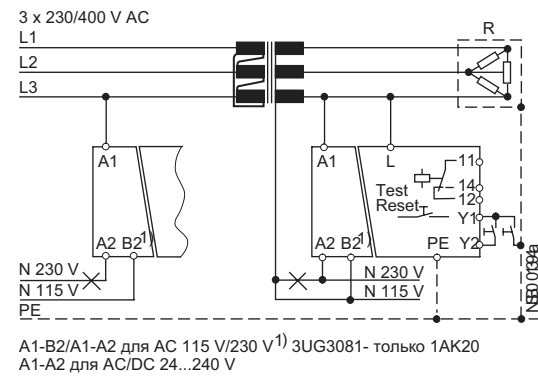 3 x 230/400 V AC
R
L1
L2
L3
A1
A1
L
11
14
12
Test
Reset
Y1
A2 B2 1)
A2 B2 1)
PE
Y2
N 230 V
N 230 V
N 115 V
N 115 V
PE
A1-B2/A1-A2 для AC 115 V/230 V 1) 3UG3081- только 1AK20
A1-A2 для AC/DC 24...240 V